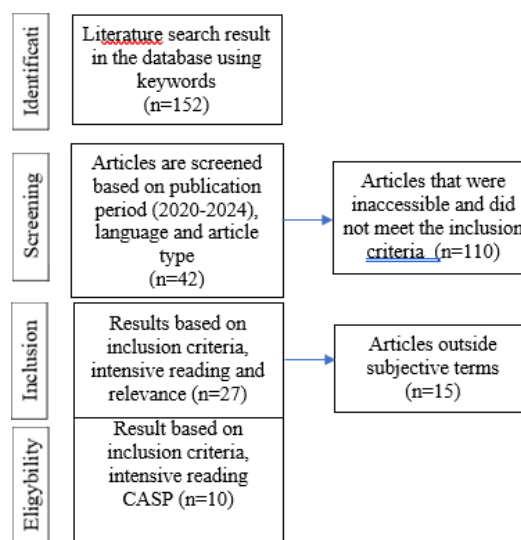 Identificati
Literature search result
in the database using
keywords
(n=152)
Screening
Articles are screened
based on publication
period (2020-2024),
language and article
type
(n=42)
Articles that were
inaccessible and did
not meet the inclusion
criteria (n=110)
Inclusion
Results based on
inclusion criteria,
intensive reading and
relevance (n=27)
Articles outside
subjective terms
(n=15)
Eligybility
Result based on
inclusion criteria,
intensive reading
CASP (n=10)